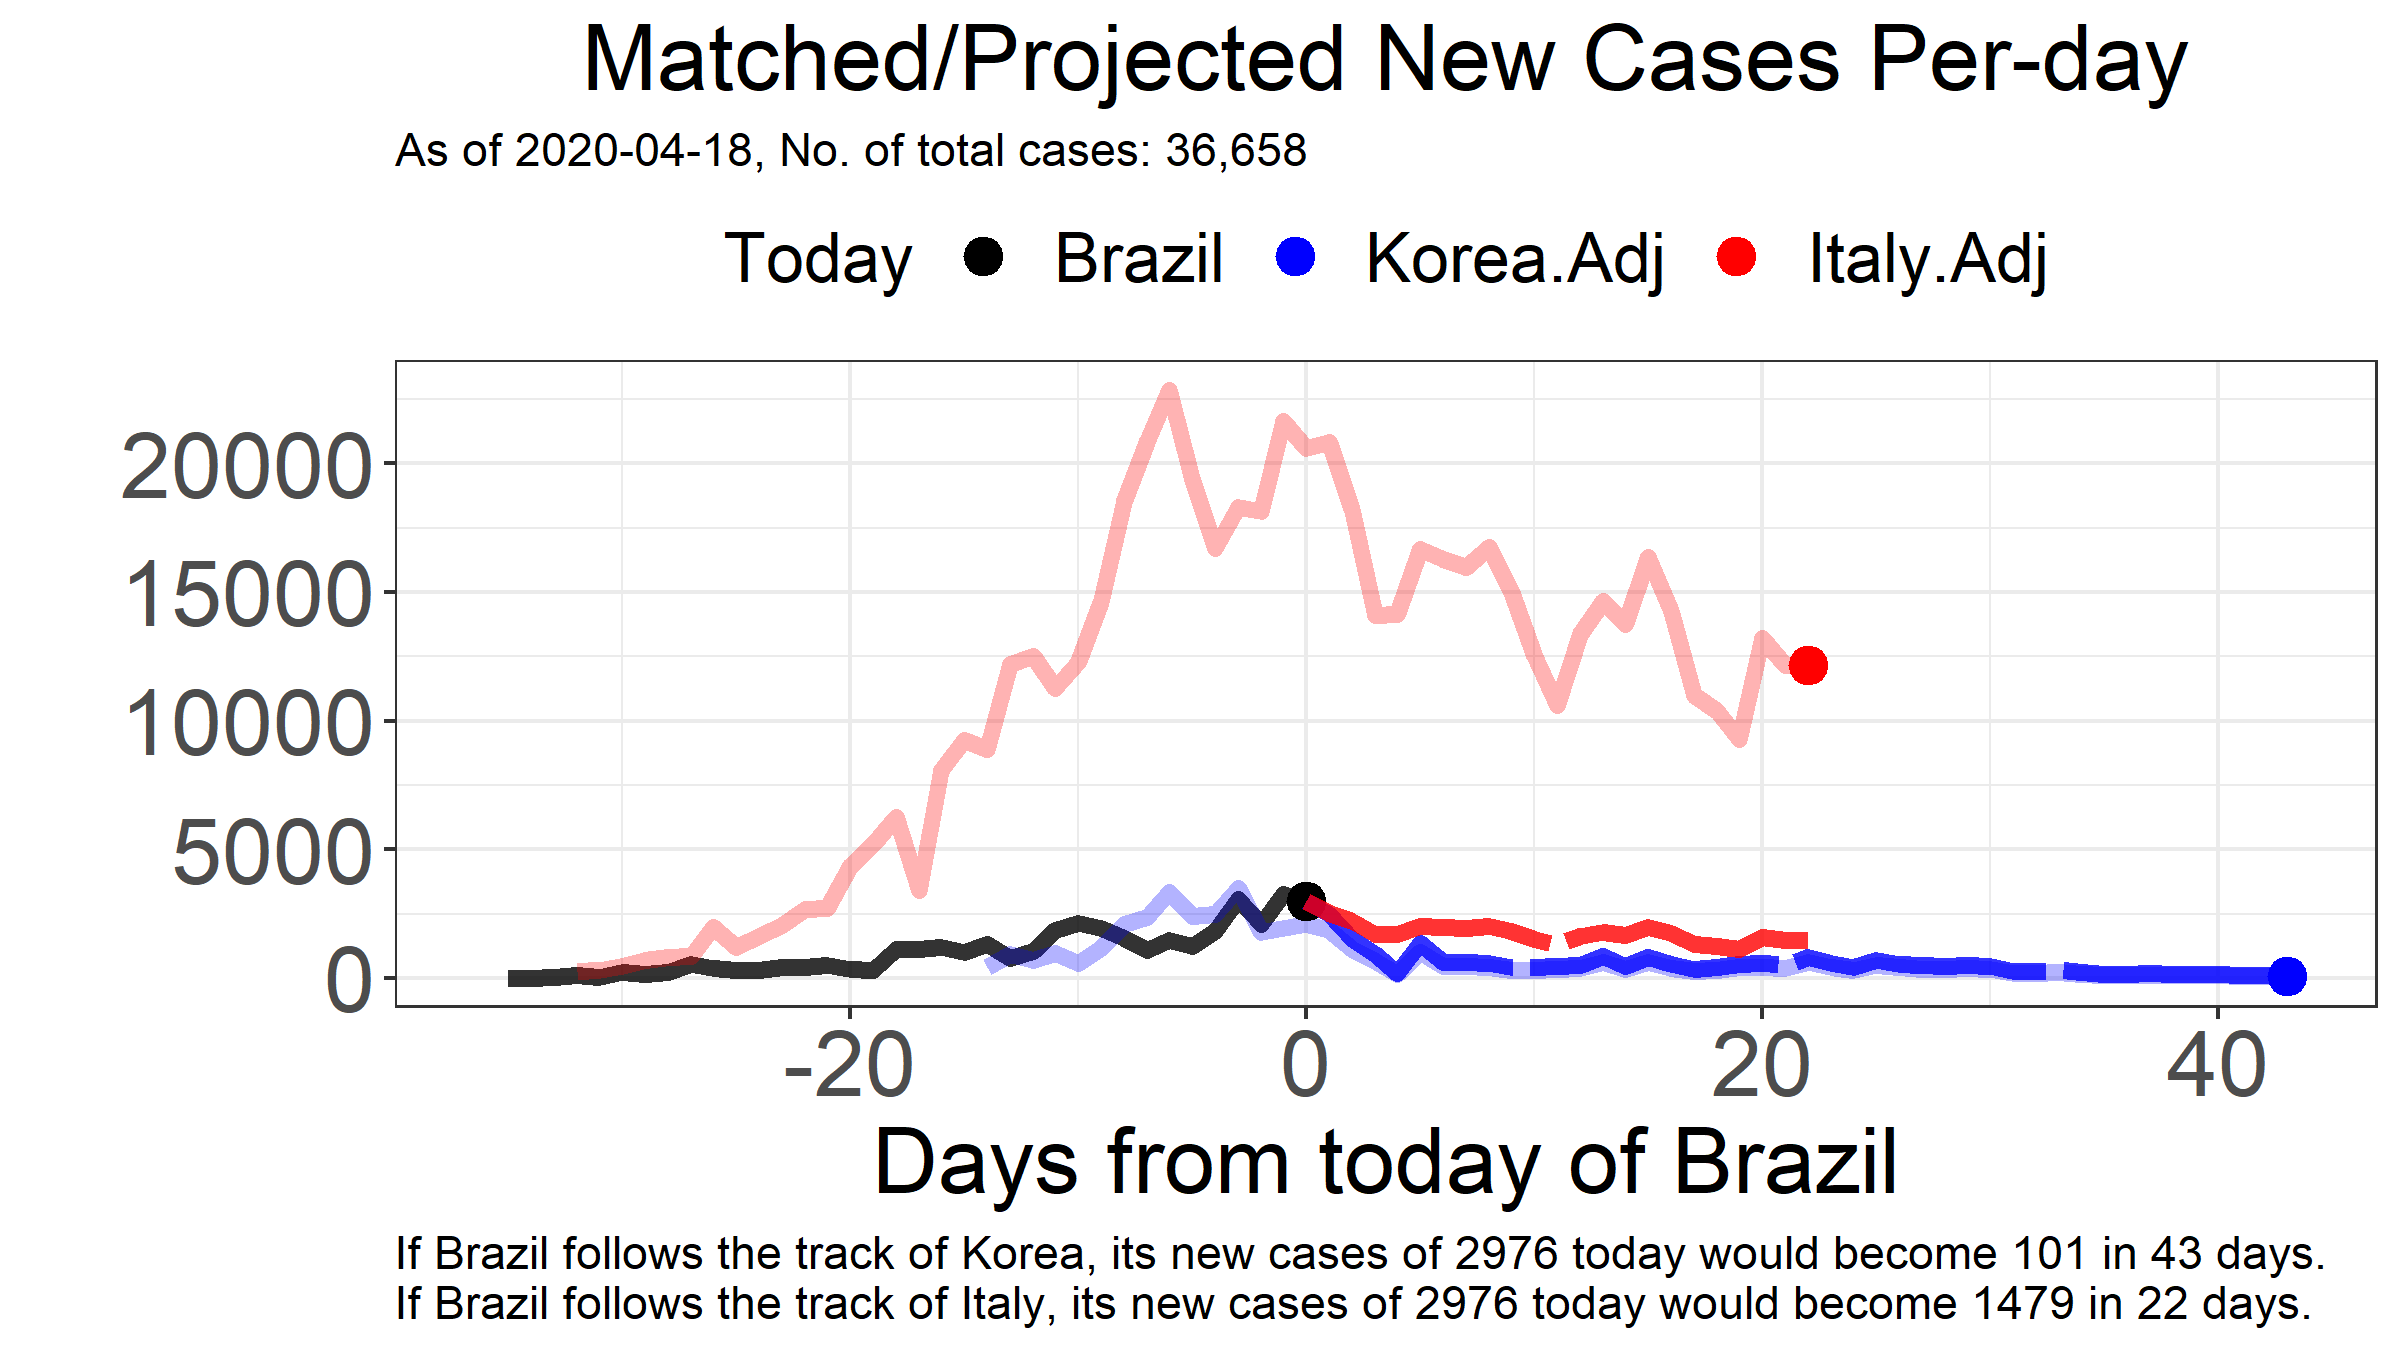 Matched/Projected New Cases Per-day
As of 2020-04-18, No. of total cases: 36,658
Today Brazil Korea.Adj Italy.Adj
20000
15000
10000
5000
0
-20 0 20 40
Days from today of Brazil
If Brazil follows the track of Korea, its new cases of 2976 today would become 101 in 43 days.
If Brazil follows the track of Italy, its new cases of 2976 today would become 1479 in 22 days.